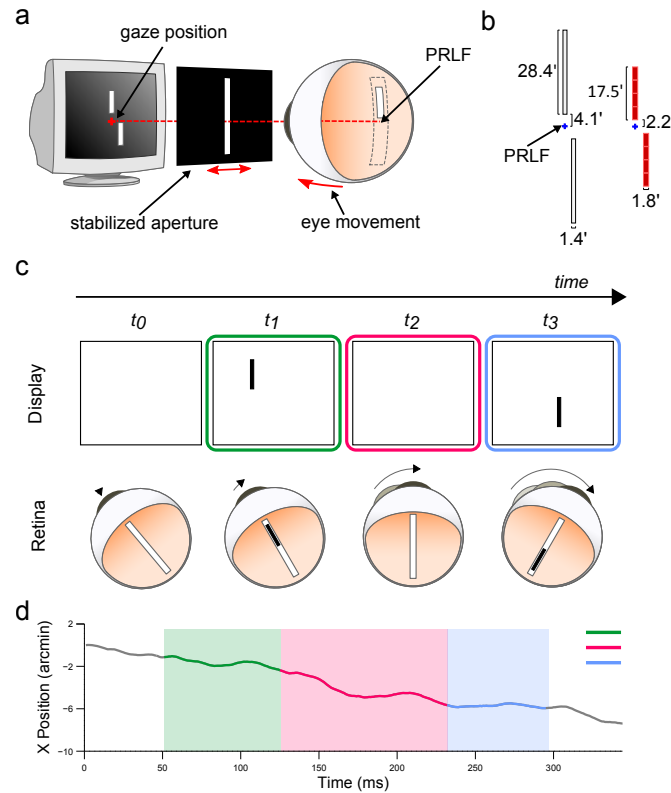 a
gaze position
PRLF
stabilized aperture
eye movement
b
28.4'
4.1'
PRLF
1.4'
17.5'
2.2
1.8'
c
time
t0 t1 t2 t3
Display
Retina
d
X Position (arcmin)
2
−2
−6
−10
0 50 100 150 200 250 300
Time (ms)